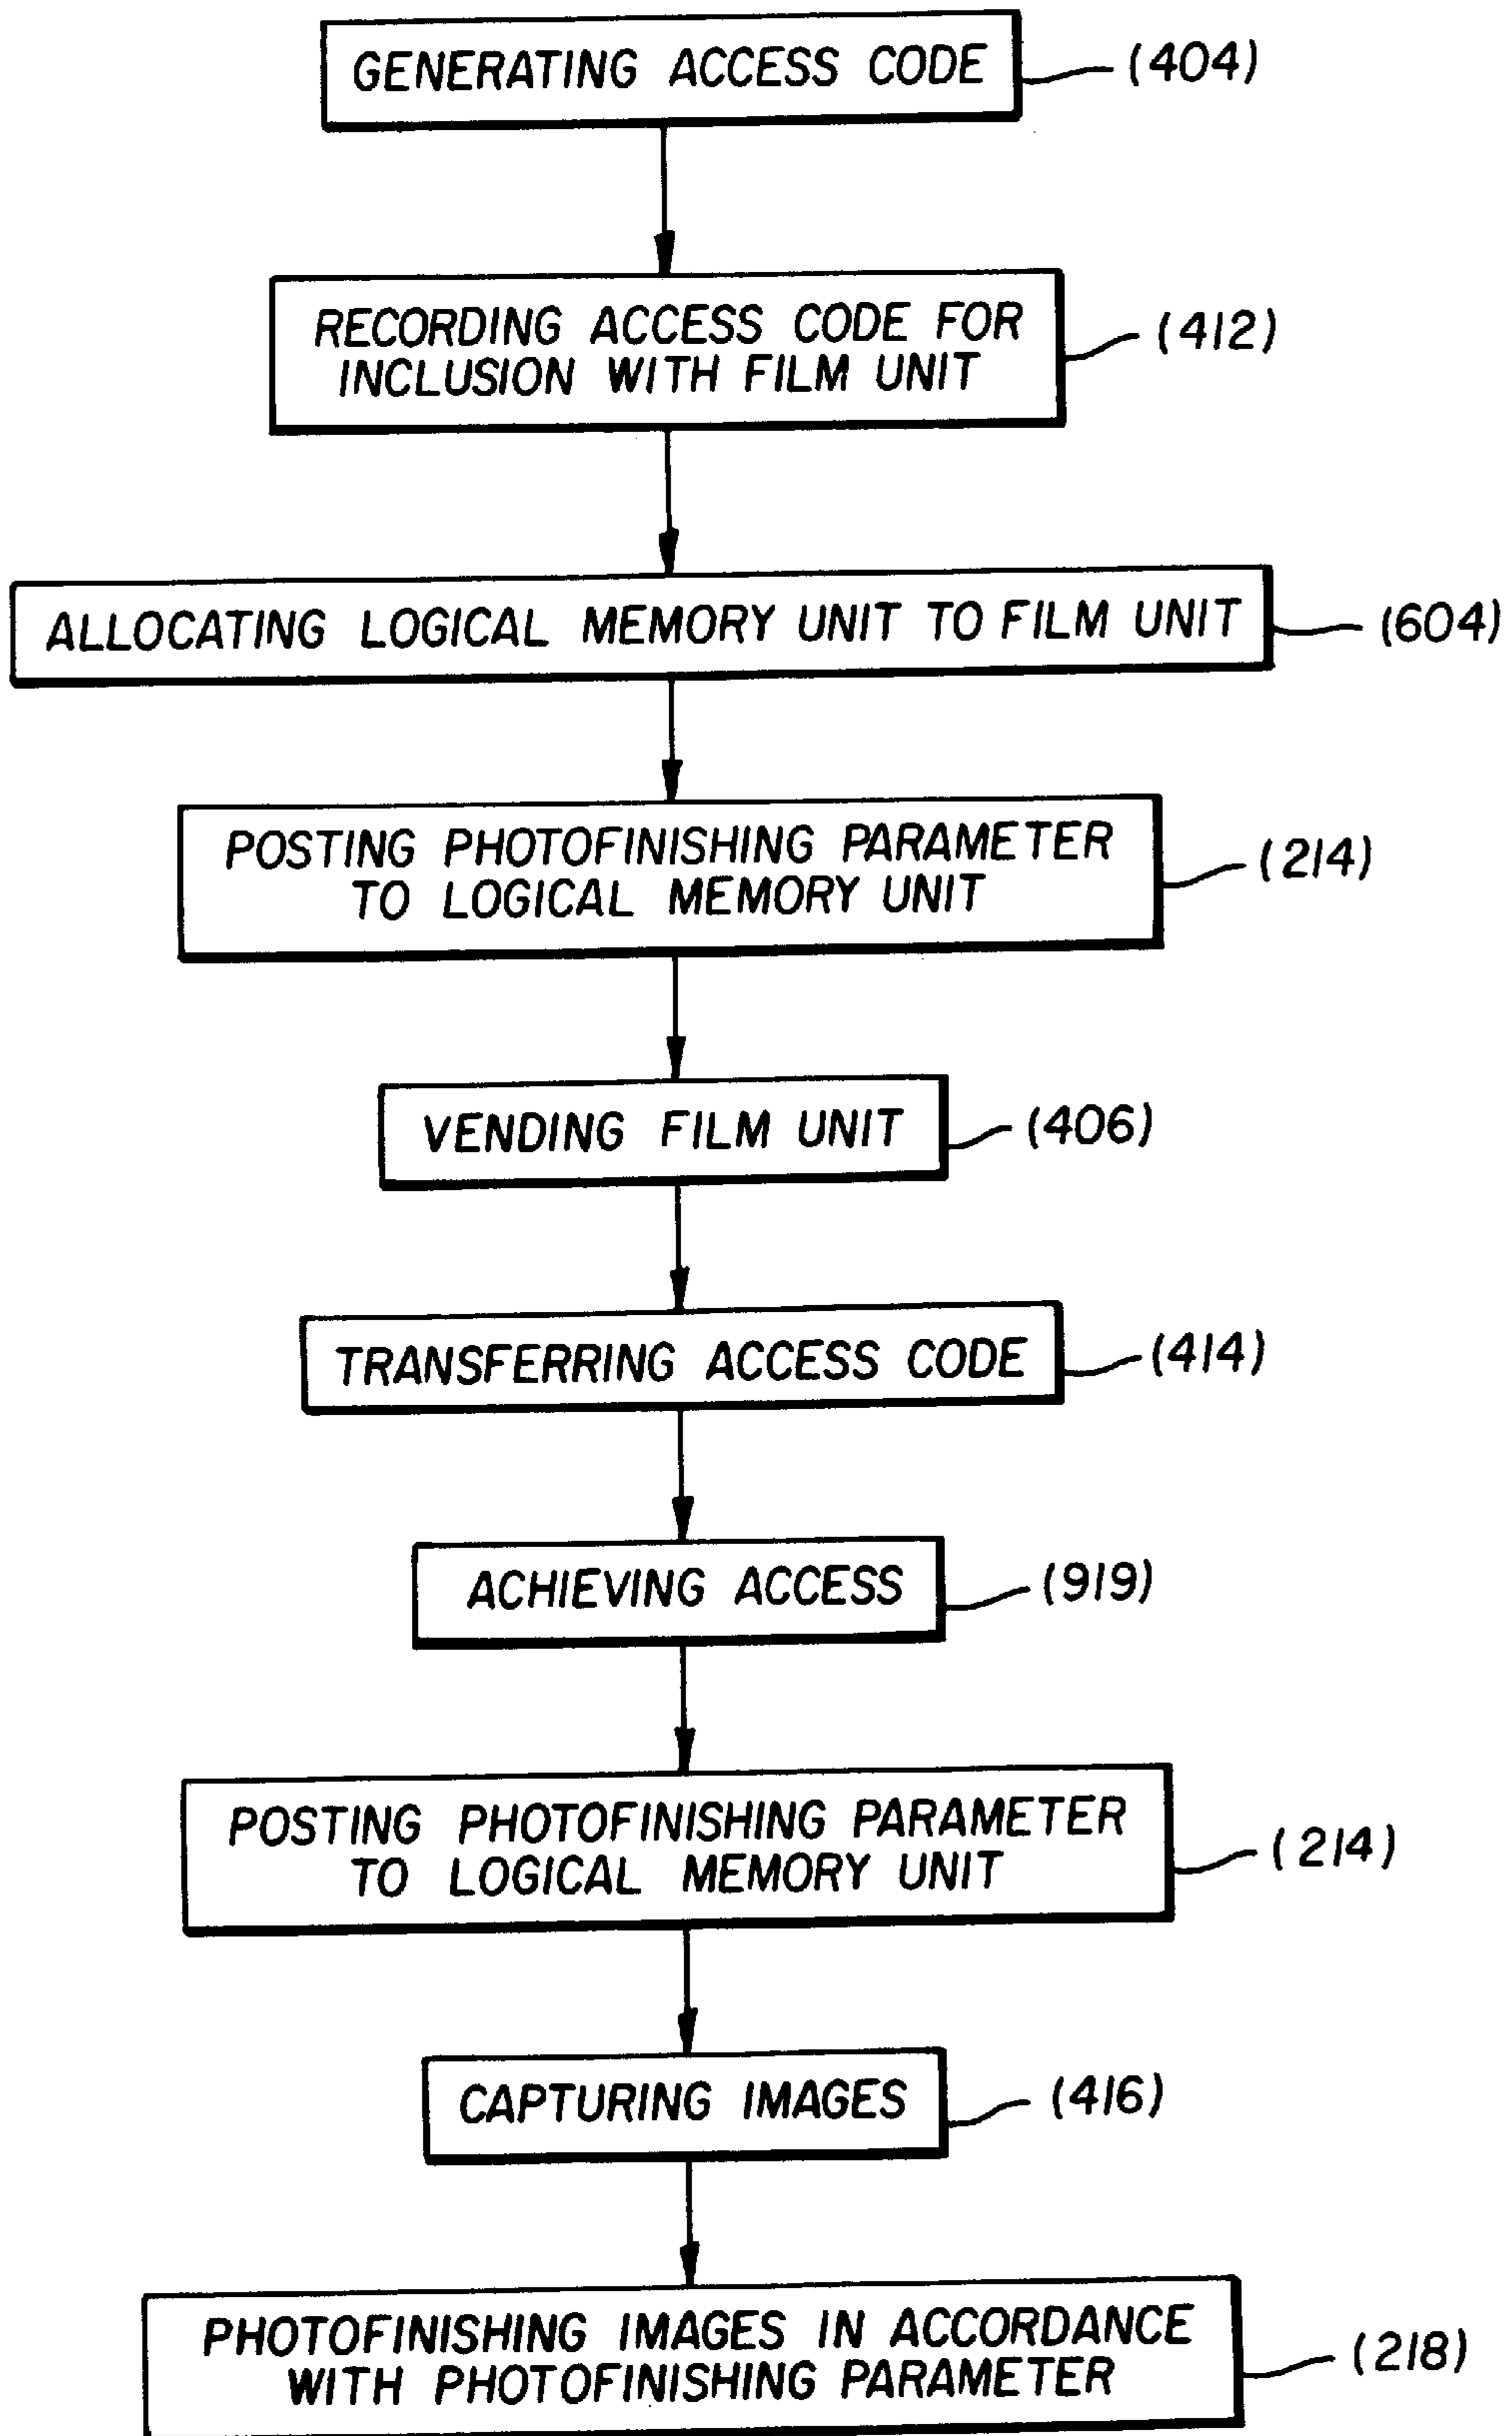 GENERATING ACCESS CODE (404)
RECORDING ACCESS CODE FOR
INCLUSION WITH FILM UNIT (412)
ALLOCATING LOGICAL MEMORY UNIT TO FILM UNIT (604)
POSTING PHOTOFINISHING PARAMETER
TO LOGICAL MEMORY UNIT (214)
VENDING FILM UNIT (406)
TRANSFERRING ACCESS CODE (414)
ACHIEVING ACCESS (919)
POSTING PHOTOFINISHING PARAMETER
TO LOGICAL MEMORY UNIT (214)
CAPTURING IMAGES (416)
PHOTOFINISHING IMAGES IN ACCORDANCE
WITH PHOTOFINISHING PARAMETER (218)